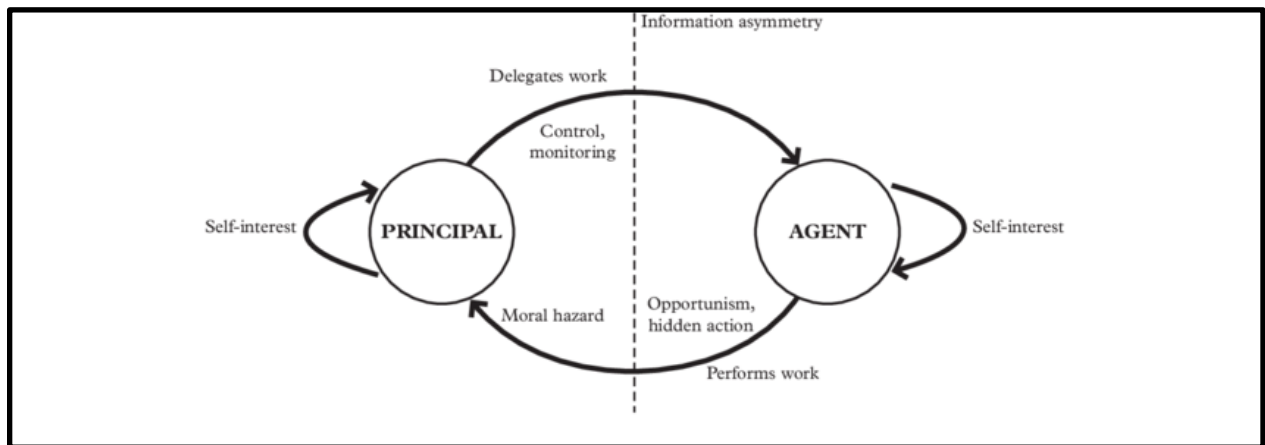 Information asymmetry
Delegates work
Control,
monitoring
Self-interest
PRINCIPAL
AGENT
Self-interest
Moral hazard
Opportunism,
hidden action
Performs work